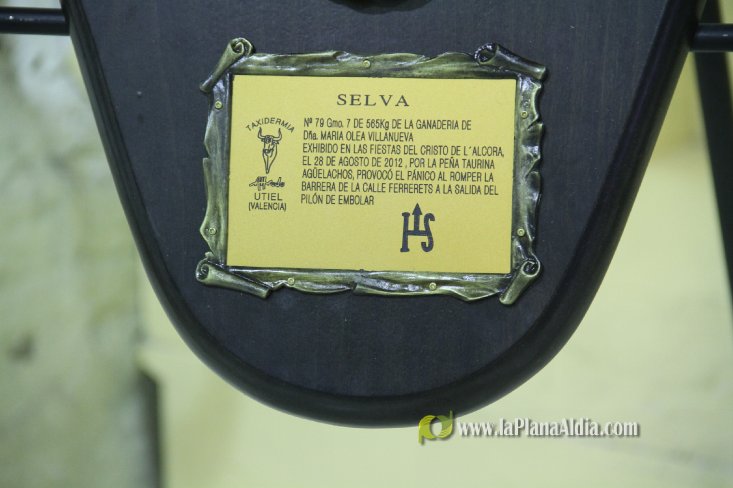 SELVA
Nº 79 Gmo. 7 DE 565Kg DE LA GANADERIA DE
Dña. MARIA OLEA VILLANUEVA
EXHIBIDO EN LAS FIESTAS DEL CRISTO DE L´ALCORA,
EL 28 DE AGOSTO DE 2012 , POR LA PEÑA TAURINA
AGÜELACHOS, PROVOCÓ EL PÁNICO AL ROMPER LA
BARRERA DE LA CALLE FERRERETS A LA SALIDA DEL
PILÓN DE EMBOLAR
TAXIDERMIA
UTIEL
(VALENCIA)
HS
www.laPlanaAldia.com